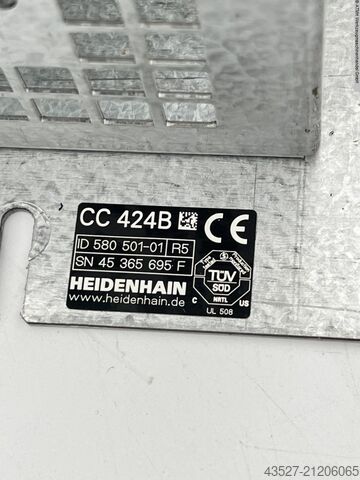 CC 424B CE
ID 580 501-01 R5
SN 45 365 695 F
HEIDENHAIN
www.heidenhain.de
TÜV
SÜD
C NRTL US
UL 508
43527-21206065